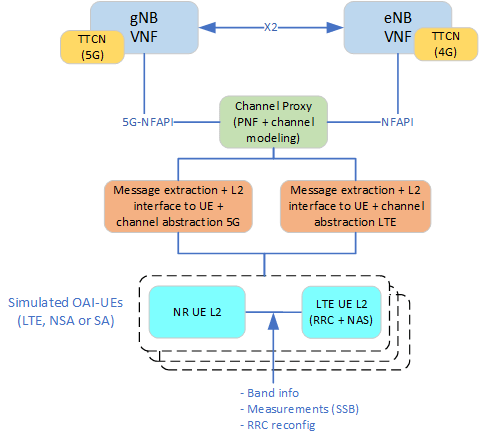 gNB
VNF
TTCN
(5G)
X2
eNB
VNF
TTCN
(4G)
5G-NFAPI
Channel Proxy
(PNF + channel
modeling)
NFAPI
Message extraction + L2
interface to UE +
channel abstraction 5G
Message extraction + L2
interface to UE + channel
abstraction LTE
Simulated OAI-UEs
(LTE, NSA or SA)
NR UE L2
LTE UE L2
(RRC + NAS)
- Band info
- Measurements (SSB)
- RRC reconfig